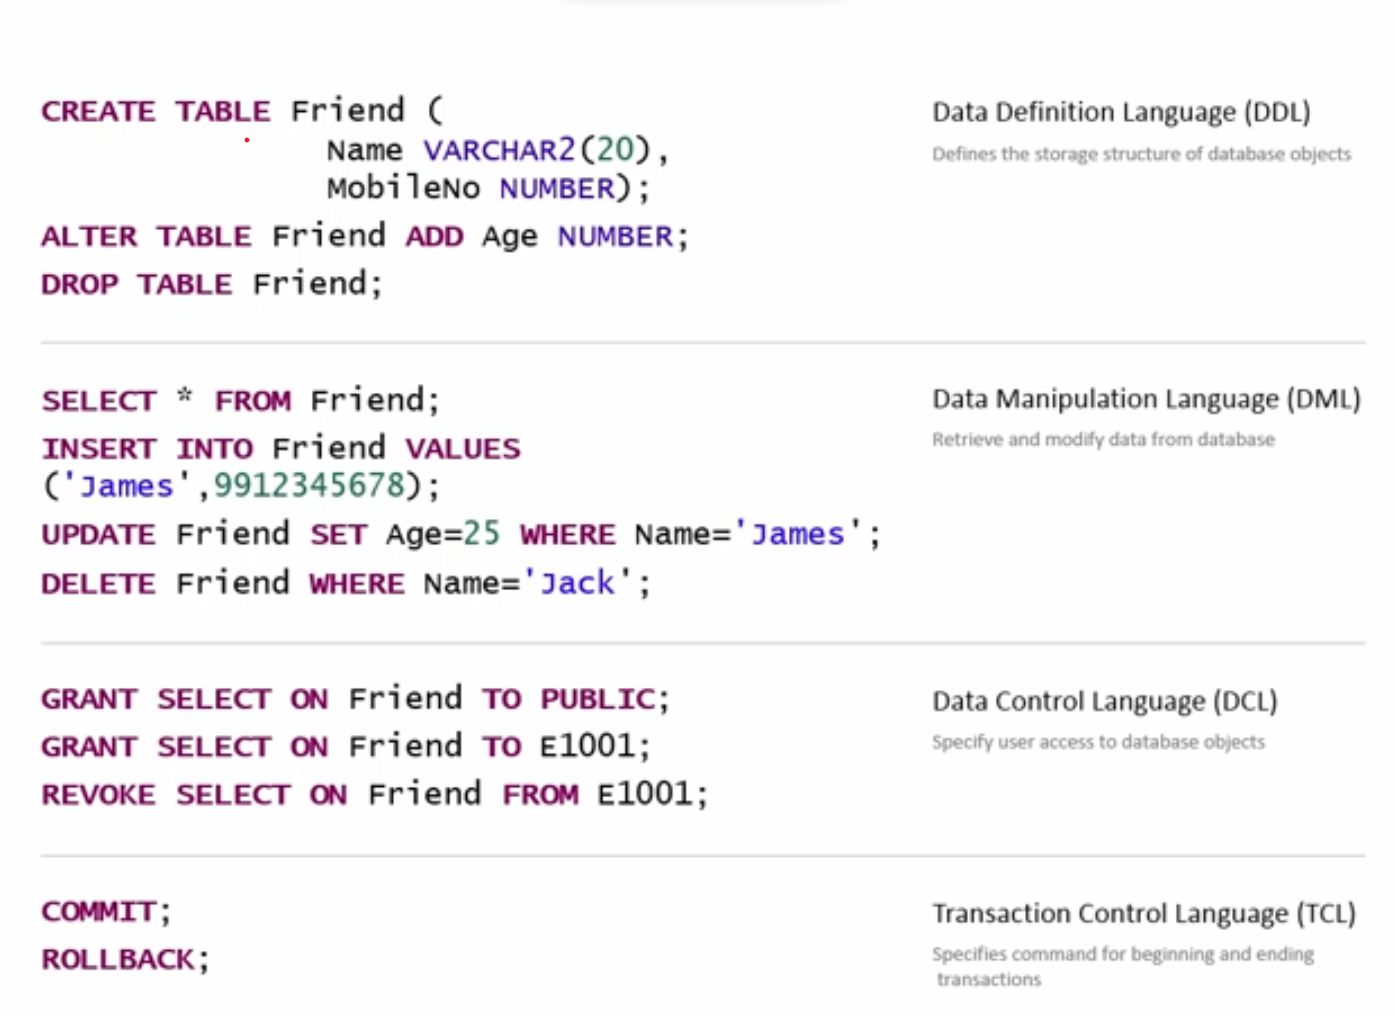 CREATE TABLE Friend (
Name VARCHAR2(20),
MobileNo NUMBER);
ALTER TABLE Friend ADD Age NUMBER;
DROP TABLE Friend;
Data Definition Language (DDL)
Defines the storage structure of database objects
SELECT * FROM Friend;
INSERT INTO Friend VALUES
('James',9912345678);
UPDATE Friend SET Age=25 WHERE Name='James';
DELETE Friend WHERE Name='Jack';
Data Manipulation Language (DML)
Retrieve and modify data from database
GRANT SELECT ON Friend TO PUBLIC;
GRANT SELECT ON Friend TO E1001;
REVOKE SELECT ON Friend FROM E1001;
Data Control Language (DCL)
Specify user access to database objects
COMMIT;
ROLLBACK;
Transaction Control Language (TCL)
Specifies command for beginning and ending
transactions